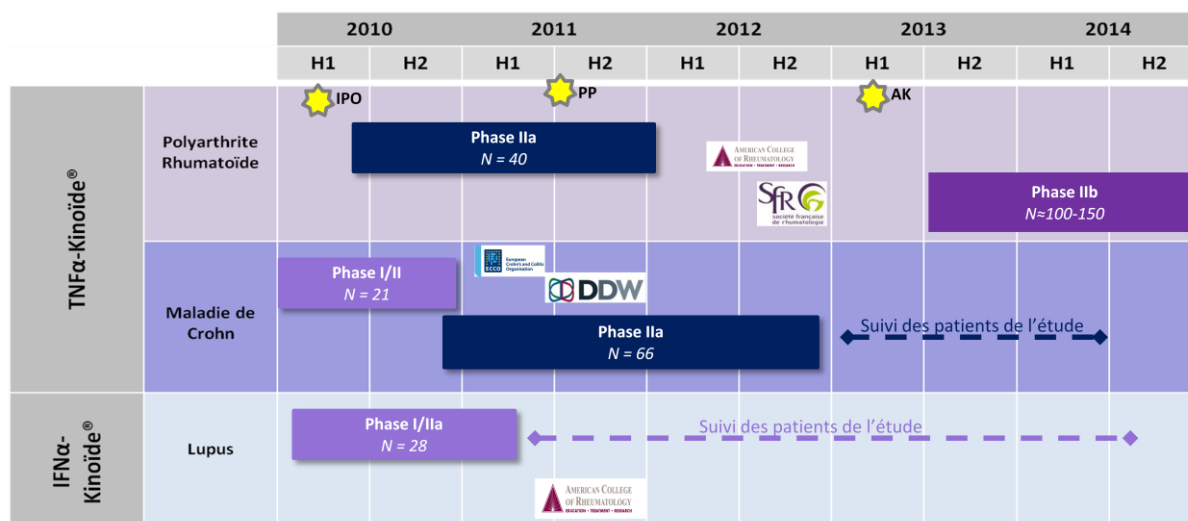 2010 2011 2012 2013 2014
H1 H2 H1 H2 H1 H2 H1 H2 H1 H2
TNFα-Kinoïde®
Polyarthrite
Rhumatoïde
IPO
PP
AK
Phase IIa
N = 40
AMERICAN COLLEGE
OF RHEUMATOLOGY
EDUCATION • TREATMENT • RESEARCH
SFR
société française
de rhumatologie
Phase IIb
N≈100-150
Maladie de
Crohn
Phase I/II
N = 21
ECCO
European
Crohn's and Colitis
Organisation
DDW
Phase IIa
N = 66
Suivi des patients de l'étude
IFNα-
Kinoïde®
Lupus
Phase I/IIa
N = 28
Suivi des patients de l'étude
AMERICAN COLLEGE
OF RHEUMATOLOGY
EDUCATION • TREATMENT • RESEARCH